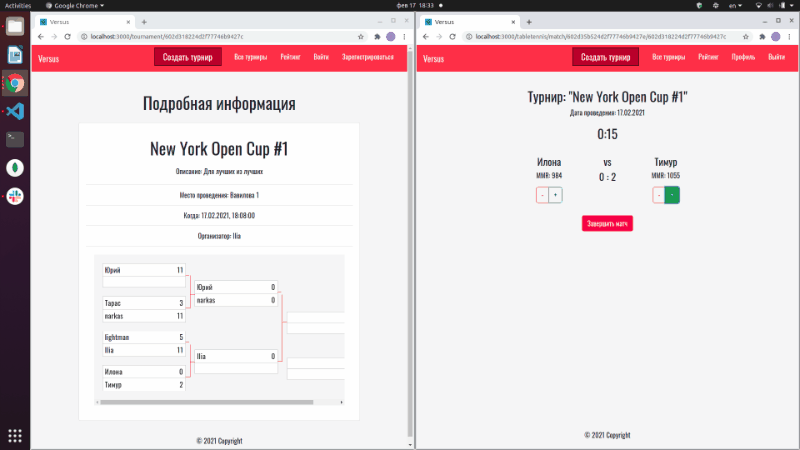 Activities
Google Chrome
фев 17 18:33
en
Versus
localhost:3000/tournament/602d318224d2f77746b9427c
Versus
Создать турнир
Все турниры
Рейтинг
Войти
Зарегистрироваться
Подробная информация
New York Open Cup #1
Описание: Для лучших из лучших
Место проведения: Вавилова 1
Когда: 17.02.2021, 18:08:00
Организатор: Ilia
Юрий 11
Тарас 3
narkas 11
lightman 5
Ilia 11
Илона 0
Тимур 2
Юрий 0
narkas 0
Ilia 0
© 2021 Copyright
Versus
localhost:3000/tabletennis/match/602d35b524d2f77746b9427e/602d318224d2f77746b9427c
Versus
Создать турнир
Все турниры
Рейтинг
Профиль
Выйти
Турнир: "New York Open Cup #1"
Дата проведения: 17.02.2021
0:15
Илона vs Тимур
MMR: 984 0 : 2 MMR: 1055
- + - +
Завершить матч
© 2021 Copyright